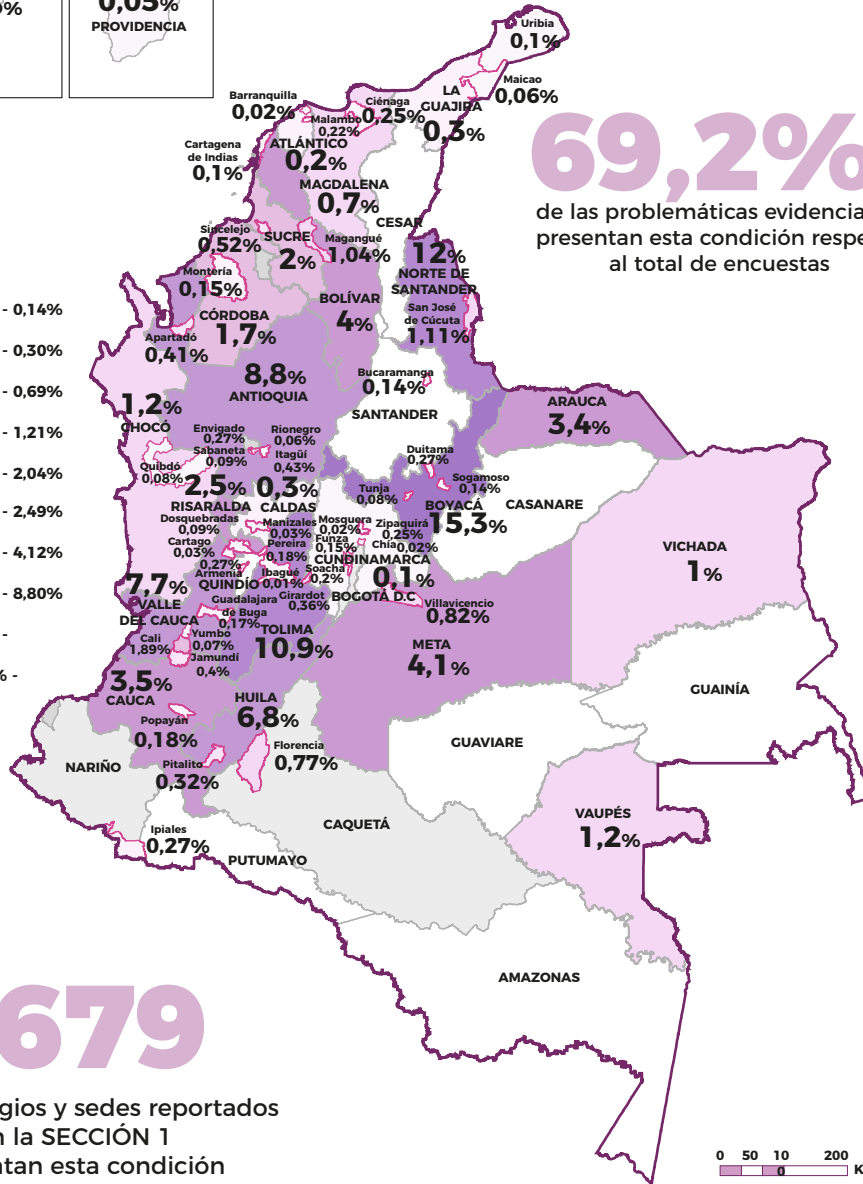 0,05%
PROVIDENCIA
Uribia
0,1%
Maicao
0,06%
LA
GUAJIRA
0,3%
Barranquilla
0,02%
Malambo
0,22%
Ciénaga
0,25%
ATLÁNTICO
0,2%
Cartagena
de Indias
0,1%
MAGDALENA
0,7%
CESAR
69,2%
de las problemáticas evidencia
presentan esta condición respe
al total de encuestas
Sincelejo
0,52%
SUCRE
2%
Magangué
1,04%
12%
NORTE DE
SANTANDER
San José
de Cúcuta
1,11%
Montería
0,15%
BOLÍVAR
4%
CÓRDOBA
1,7%
Apartadó
0,41%
- 0,14%
- 0,30%
- 0,69%
- 1,21%
- 2,04%
- 2,49%
- 4,12%
- 8,80%
-
% -
8,8%
ANTIOQUIA
Bucaramanga
0,14%
SANTANDER
ARAUCA
3,4%
1,2%
CHOCÓ
Envigado
0,27%
Sabaneta
0,09%
Rionegro
0,06%
Itagüí
0,43%
Quibdó
0,08%
Duitama
0,27%
Sogamoso
0,14%
Tunja
0,08%
BOYACÁ
15,3%
CASANARE
2,5%
RISARALDA
0,3%
CALDAS
Dosquebradas
0,09%
Manizales
0,03%
Mosquera
0,02%
Zipaquirá
0,25%
Cartago
0,03%
Pereira
0,18%
Funza
0,15%
Chía
0,02%
CUNDINAMARCA
0,1%
0,27%
Armenia
QUINDÍO
Ibagué
0,01%
Soacha
0,2%
BOGOTÁ D.C
VICHADA
1%
7,7%
VALLE
DEL CAUCA
Guadalajara
de Buga
0,17%
Girardot
0,36%
Villavicencio
0,82%
Cali
1,89%
Yumbo
0,07%
Jamundí
0,4%
TOLIMA
10,9%
META
4,1%
GUAINÍA
3,5%
CAUCA
HUILA
6,8%
Popayán
0,18%
GUAVIARE
Florencia
0,77%
Pitalito
0,32%
NARIÑO
VAUPÉS
1,2%
CAQUETÁ
Ipiales
0,27%
PUTUMAYO
AMAZONAS
679
gios y sedes reportados
n la SECCIÓN 1
ntan esta condición
0 50 10
0 200
K